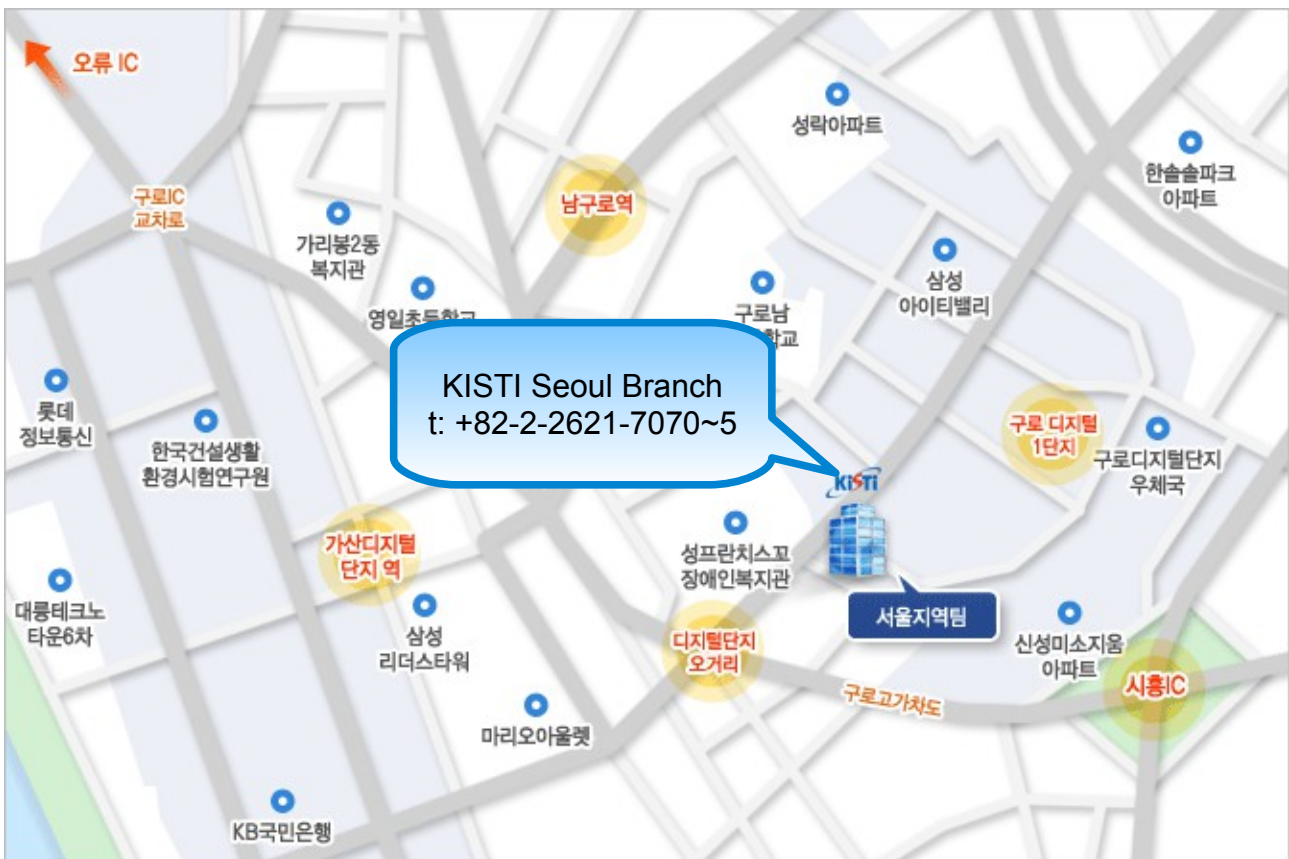 오류 IC
성락아파트
한솔솔파크
아파트
구로IC
교차로
남구로역
가리봉2동
복지관
삼성
아이티밸리
영일초등학교
구로남
학교
KISTI Seoul Branch
t: +82-2-2621-7070~5
롯데
정보통신
한국건설생활
환경시험연구원
구로 디지털
1단지
구로디지털단지
우체국
KiSTi
가산디지털
단지 역
성프란치스꼬
장애인복지관
대륭테크노
타운6차
삼성
리더스타워
서울지역팀
디지털단지
오거리
신성미소지움
아파트
시흥IC
구로고가차도
마리오아울렛
KB국민은행